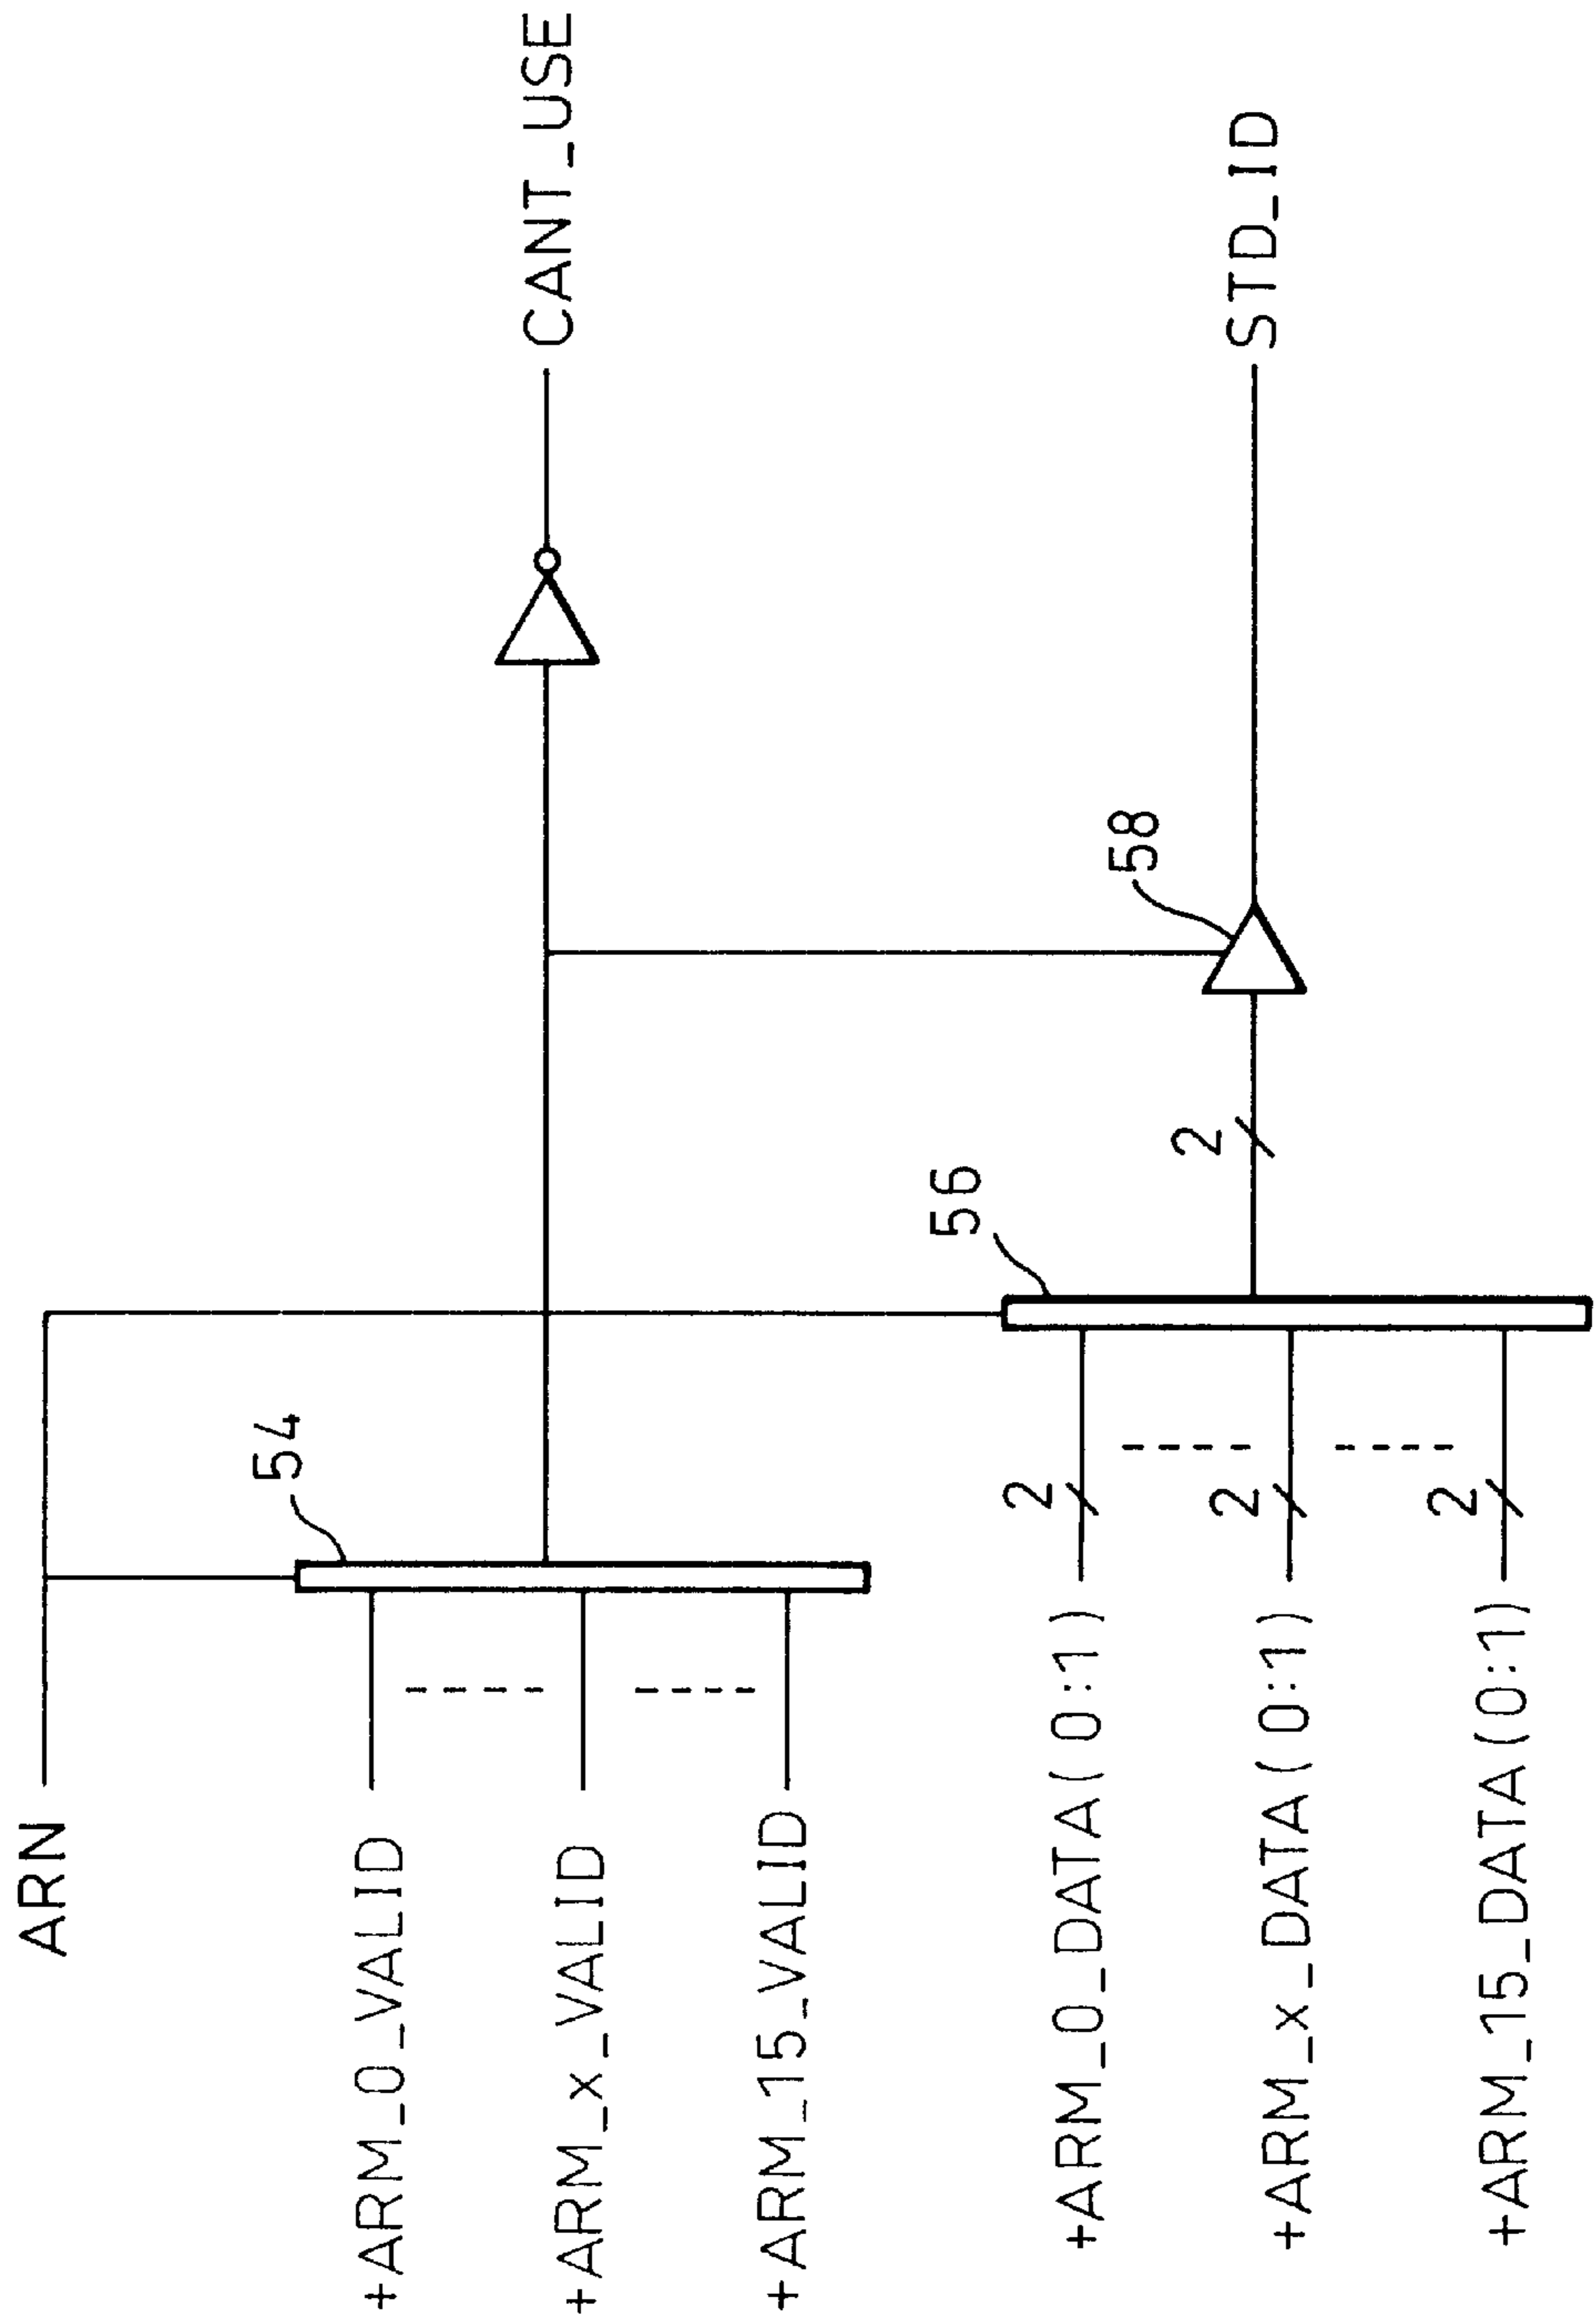 ARN
+ARM_0_VALID
+ARM_x_VALID
+ARM_15_VALID
54
CANT_USE
+ARM_0_DATA(0:1)
+ARM_x_DATA(0:1)
+ARM_15_DATA(0:1)
2
2
2
56
2
58
STD_ID